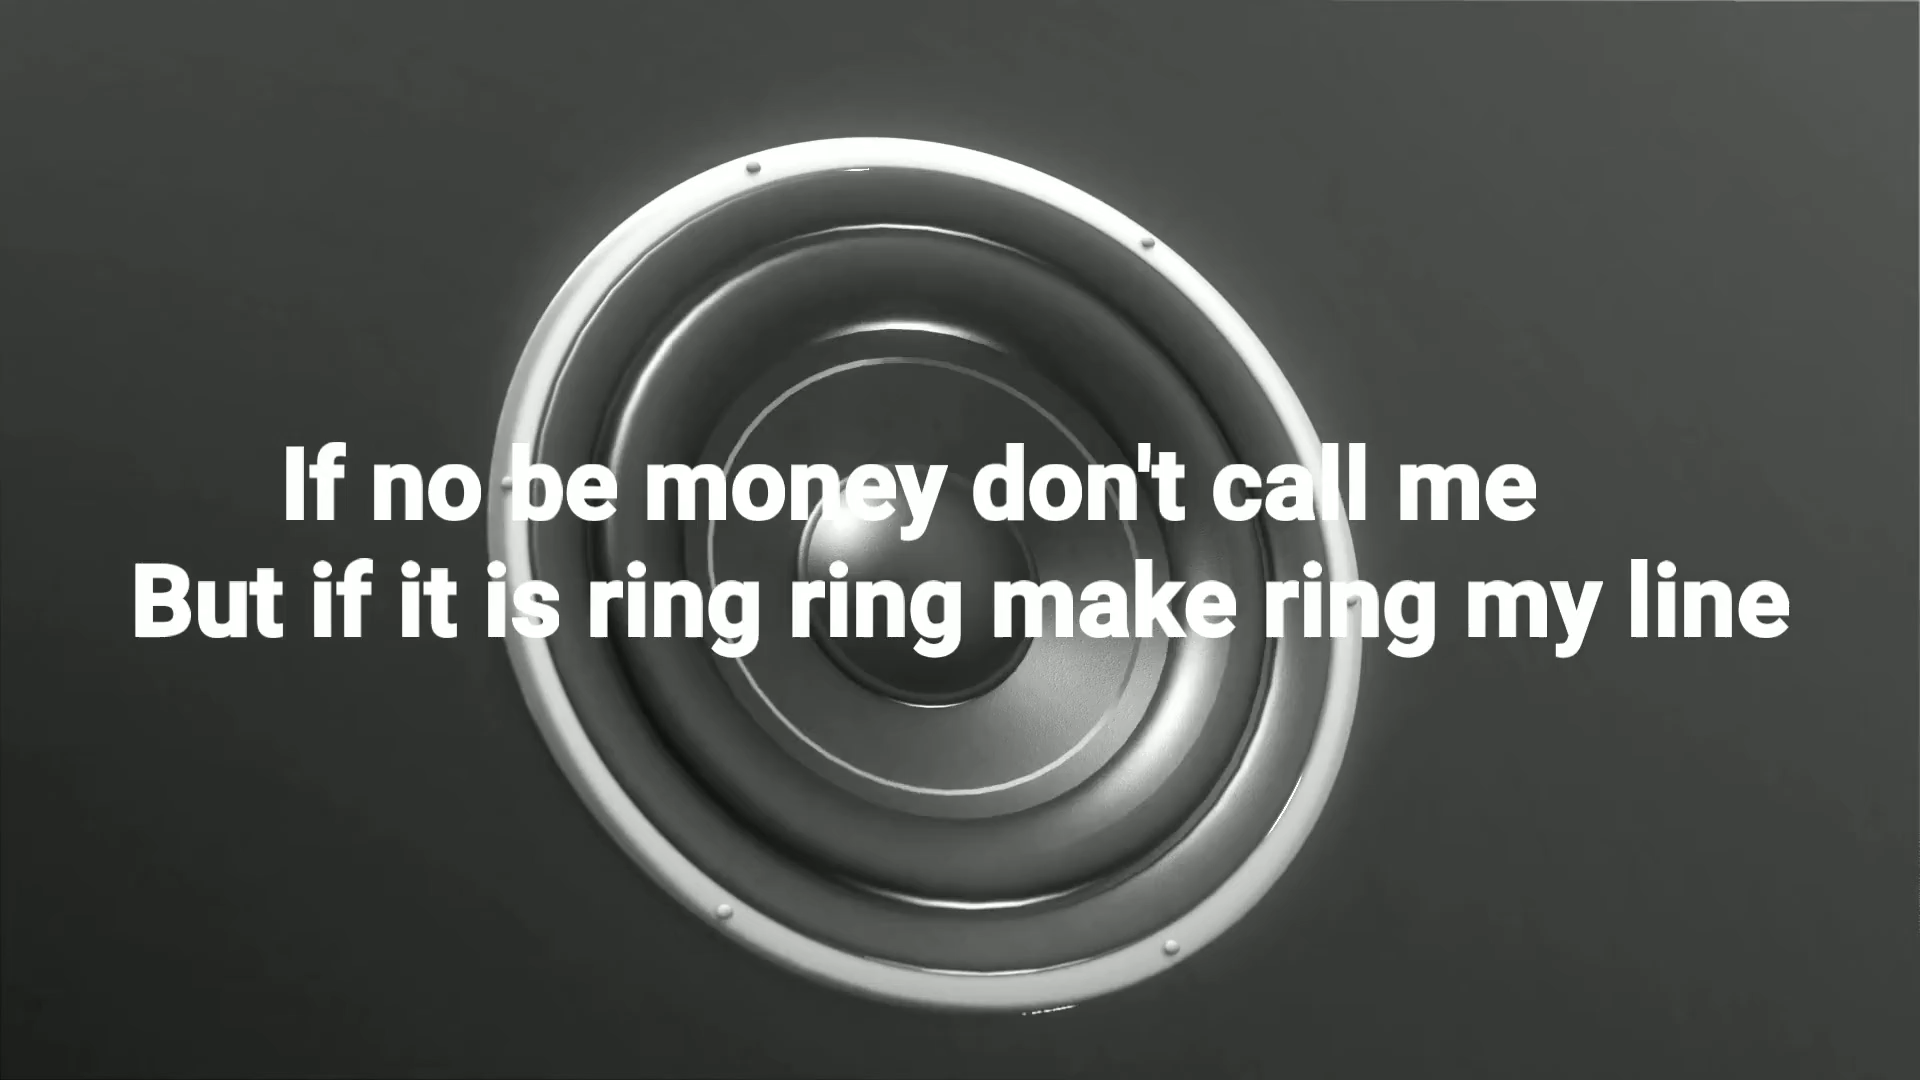 If no be money don't call me
But if it is ring ring make ring my line